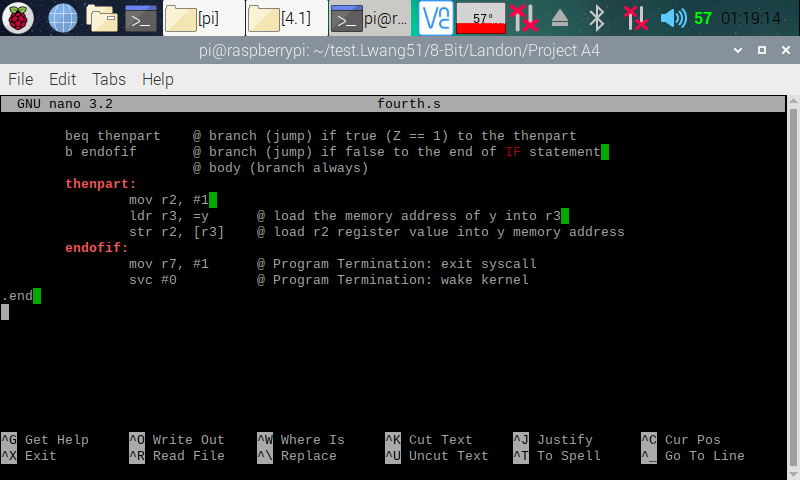 [pi] [4.1] pi@r... 57° 57 01:19:14
pi@raspberrypi: ~/test.Lwang51/8-Bit/Landon/Project A4
File Edit Tabs Help
GNU nano 3.2 fourth.s
beq thenpart @ branch (jump) if true (Z == 1) to the thenpart
b endofif @ branch (jump) if false to the end of IF statement
@ body (branch always)
thenpart:
mov r2, #1
ldr r3, =y @ load the memory address of y into r3
str r2, [r3] @ load r2 register value into y memory address
endofif:
mov r7, #1 @ Program Termination: exit syscall
svc #0 @ Program Termination: wake kernel
.end
^G Get Help ^O Write Out ^W Where Is ^K Cut Text ^J Justify ^C Cur Pos
^X Exit ^R Read File ^\ Replace ^U Uncut Text ^T To Spell ^_ Go To Line